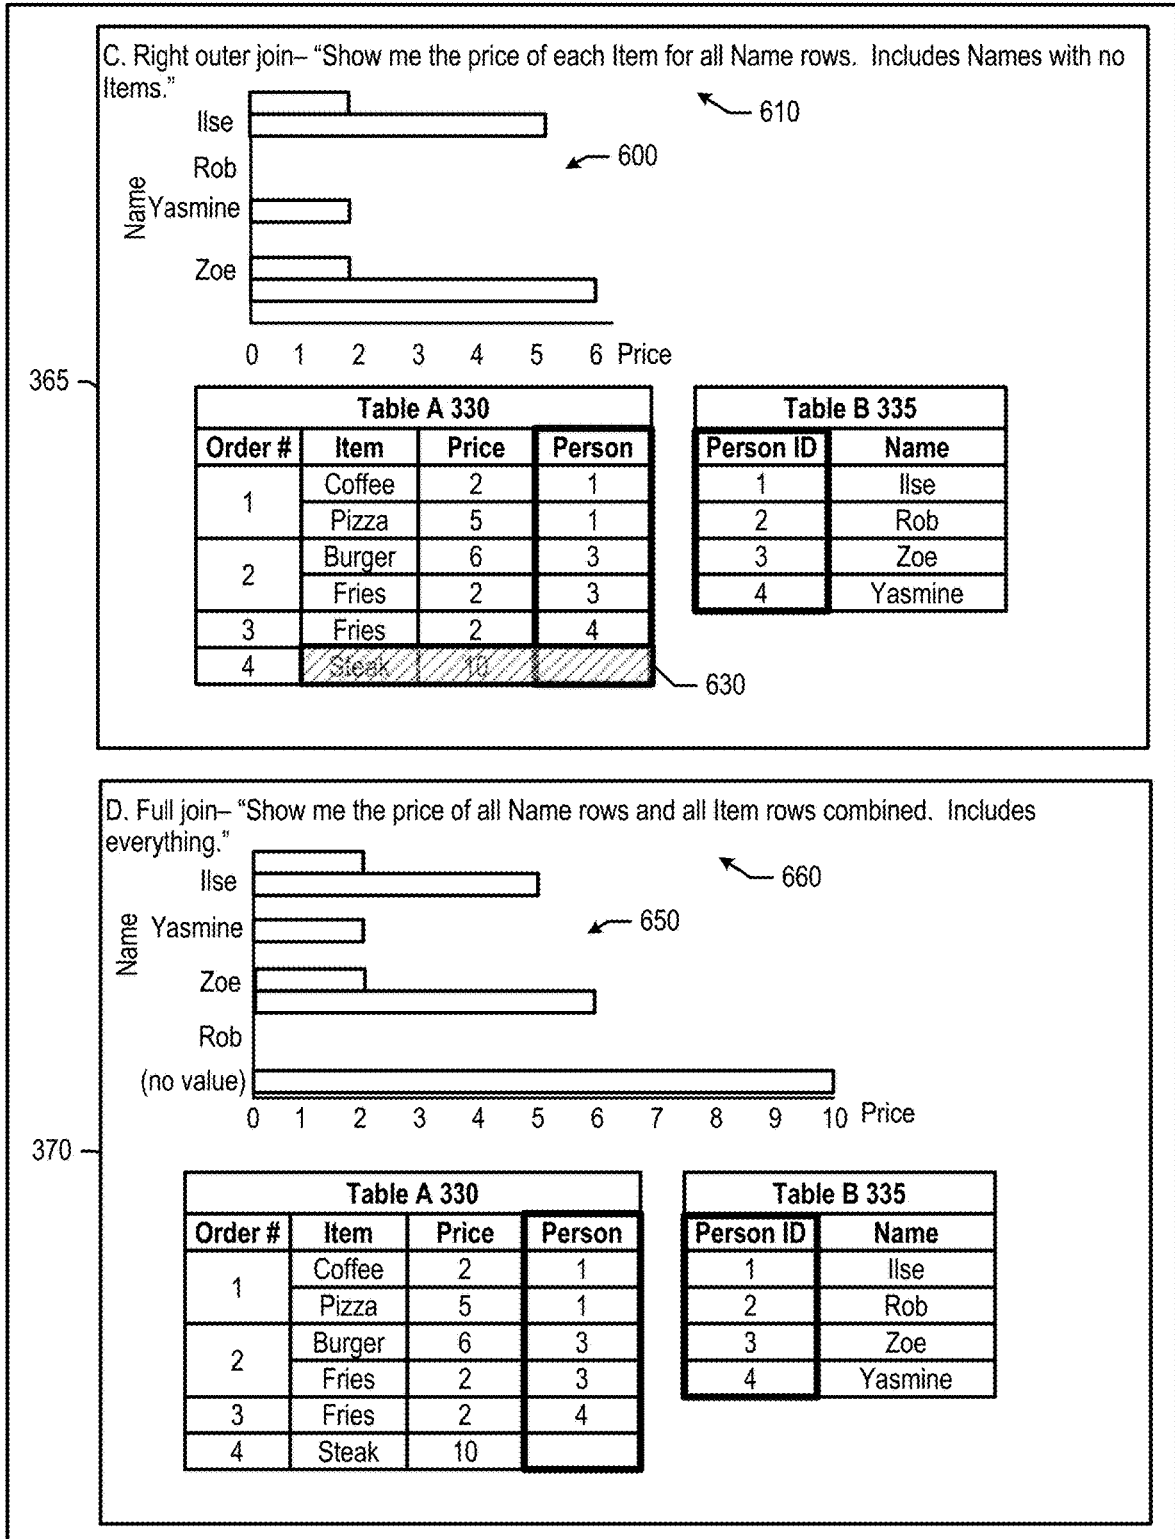 C. Right outer join– “Show me the price of each Item for all Name rows.  Includes Names with no
Items.”
610
Ilse
600
Rob
Name
Yasmine
Zoe
0 1 2 3 4 5 6 Price
365
Table A 330
Order # Item Price Person
1 Coffee 2 1
Pizza 5 1
2 Burger 6 3
Fries 2 3
3 Fries 2 4
4 Steak 10
630
Table B 335
Person ID Name
1 Ilse
2 Rob
3 Zoe
4 Yasmine
D. Full join– “Show me the price of all Name rows and all Item rows combined.  Includes
everything.”
660
Ilse
650
Name
Yasmine
Zoe
Rob
(no value)
0 1 2 3 4 5 6 7 8 9 10 Price
370
Table A 330
Order # Item Price Person
1 Coffee 2 1
Pizza 5 1
2 Burger 6 3
Fries 2 3
3 Fries 2 4
4 Steak 10
Table B 335
Person ID Name
1 Ilse
2 Rob
3 Zoe
4 Yasmine